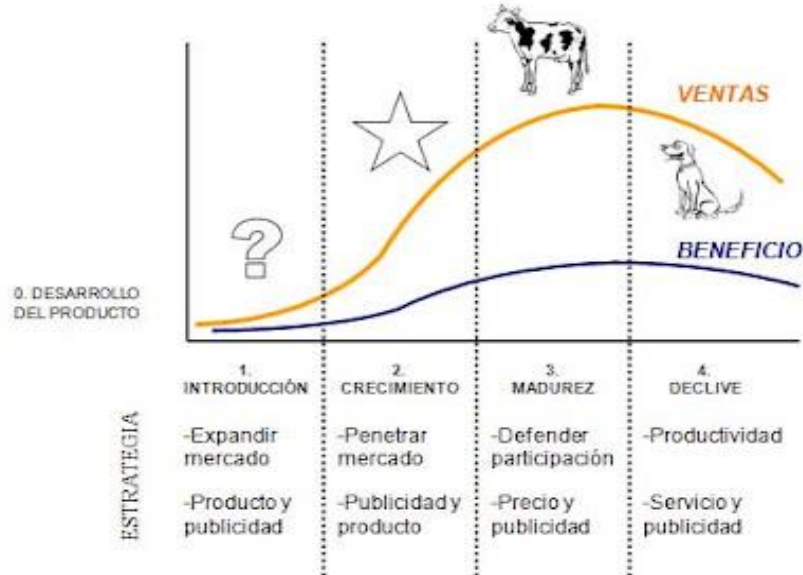 VENTAS
?
BENEFICIO
0. DESARROLLO
DEL PRODUCTO
1.
INTRODUCCIÓN
2.
CRECIMIENTO
3.
MADUREZ
4.
DECLIVE
ESTRATEGIA
-Expandir
mercado
-Producto y
publicidad
-Penetrar
mercado
-Publicidad y
producto
-Defender
participación
-Precio y
publicidad
-Productividad
-Servicio y
publicidad